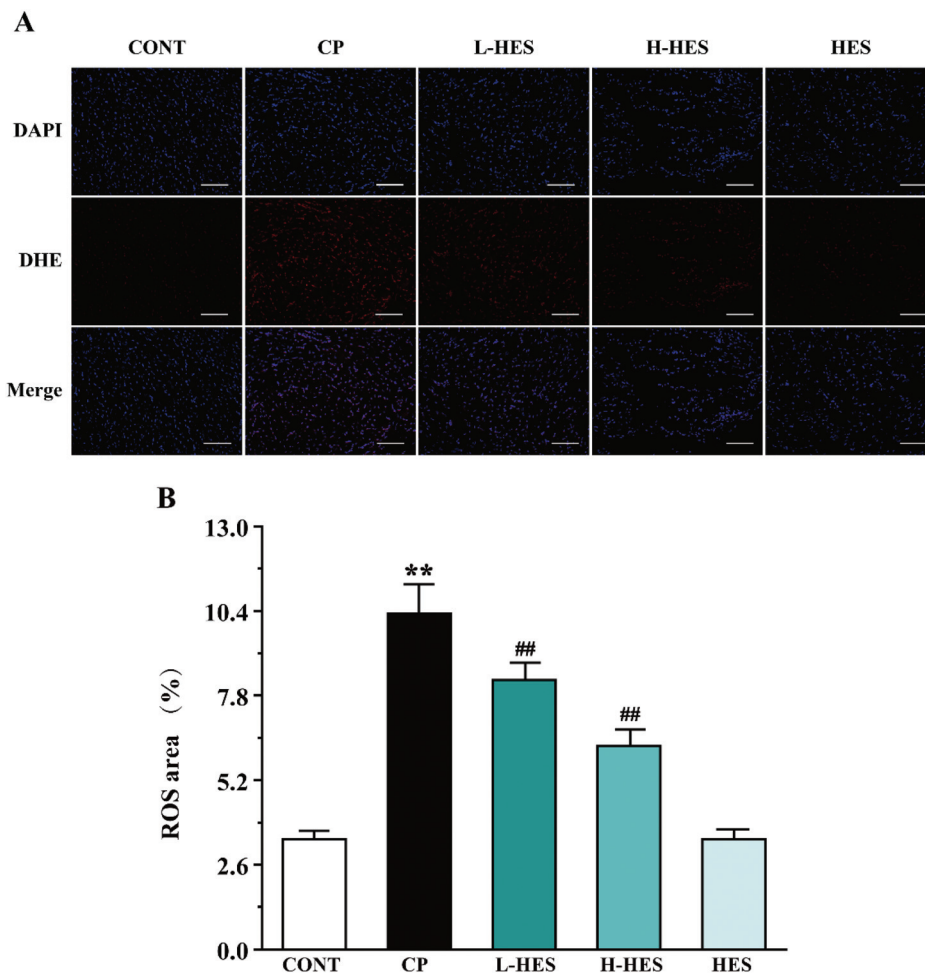 A
CONT CP L-HES H-HES HES
DAPI
DHE
Merge
B
13.0
10.4
7.8
5.2
2.6
0.0
ROS area (%)
**
##
##
CONT CP L-HES H-HES HES